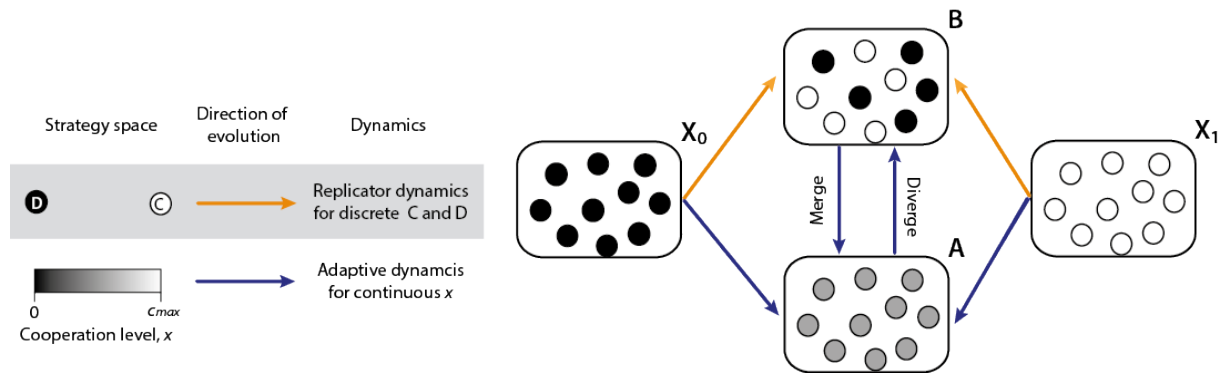 Strategy space
Direction of
evolution
Dynamics
D
C
Replicator dynamics
for discrete C and D
0
Cmax
Cooperation level, x
Adaptive dynamcis
for continuous x
X0
B
Merge
Diverge
A
X1